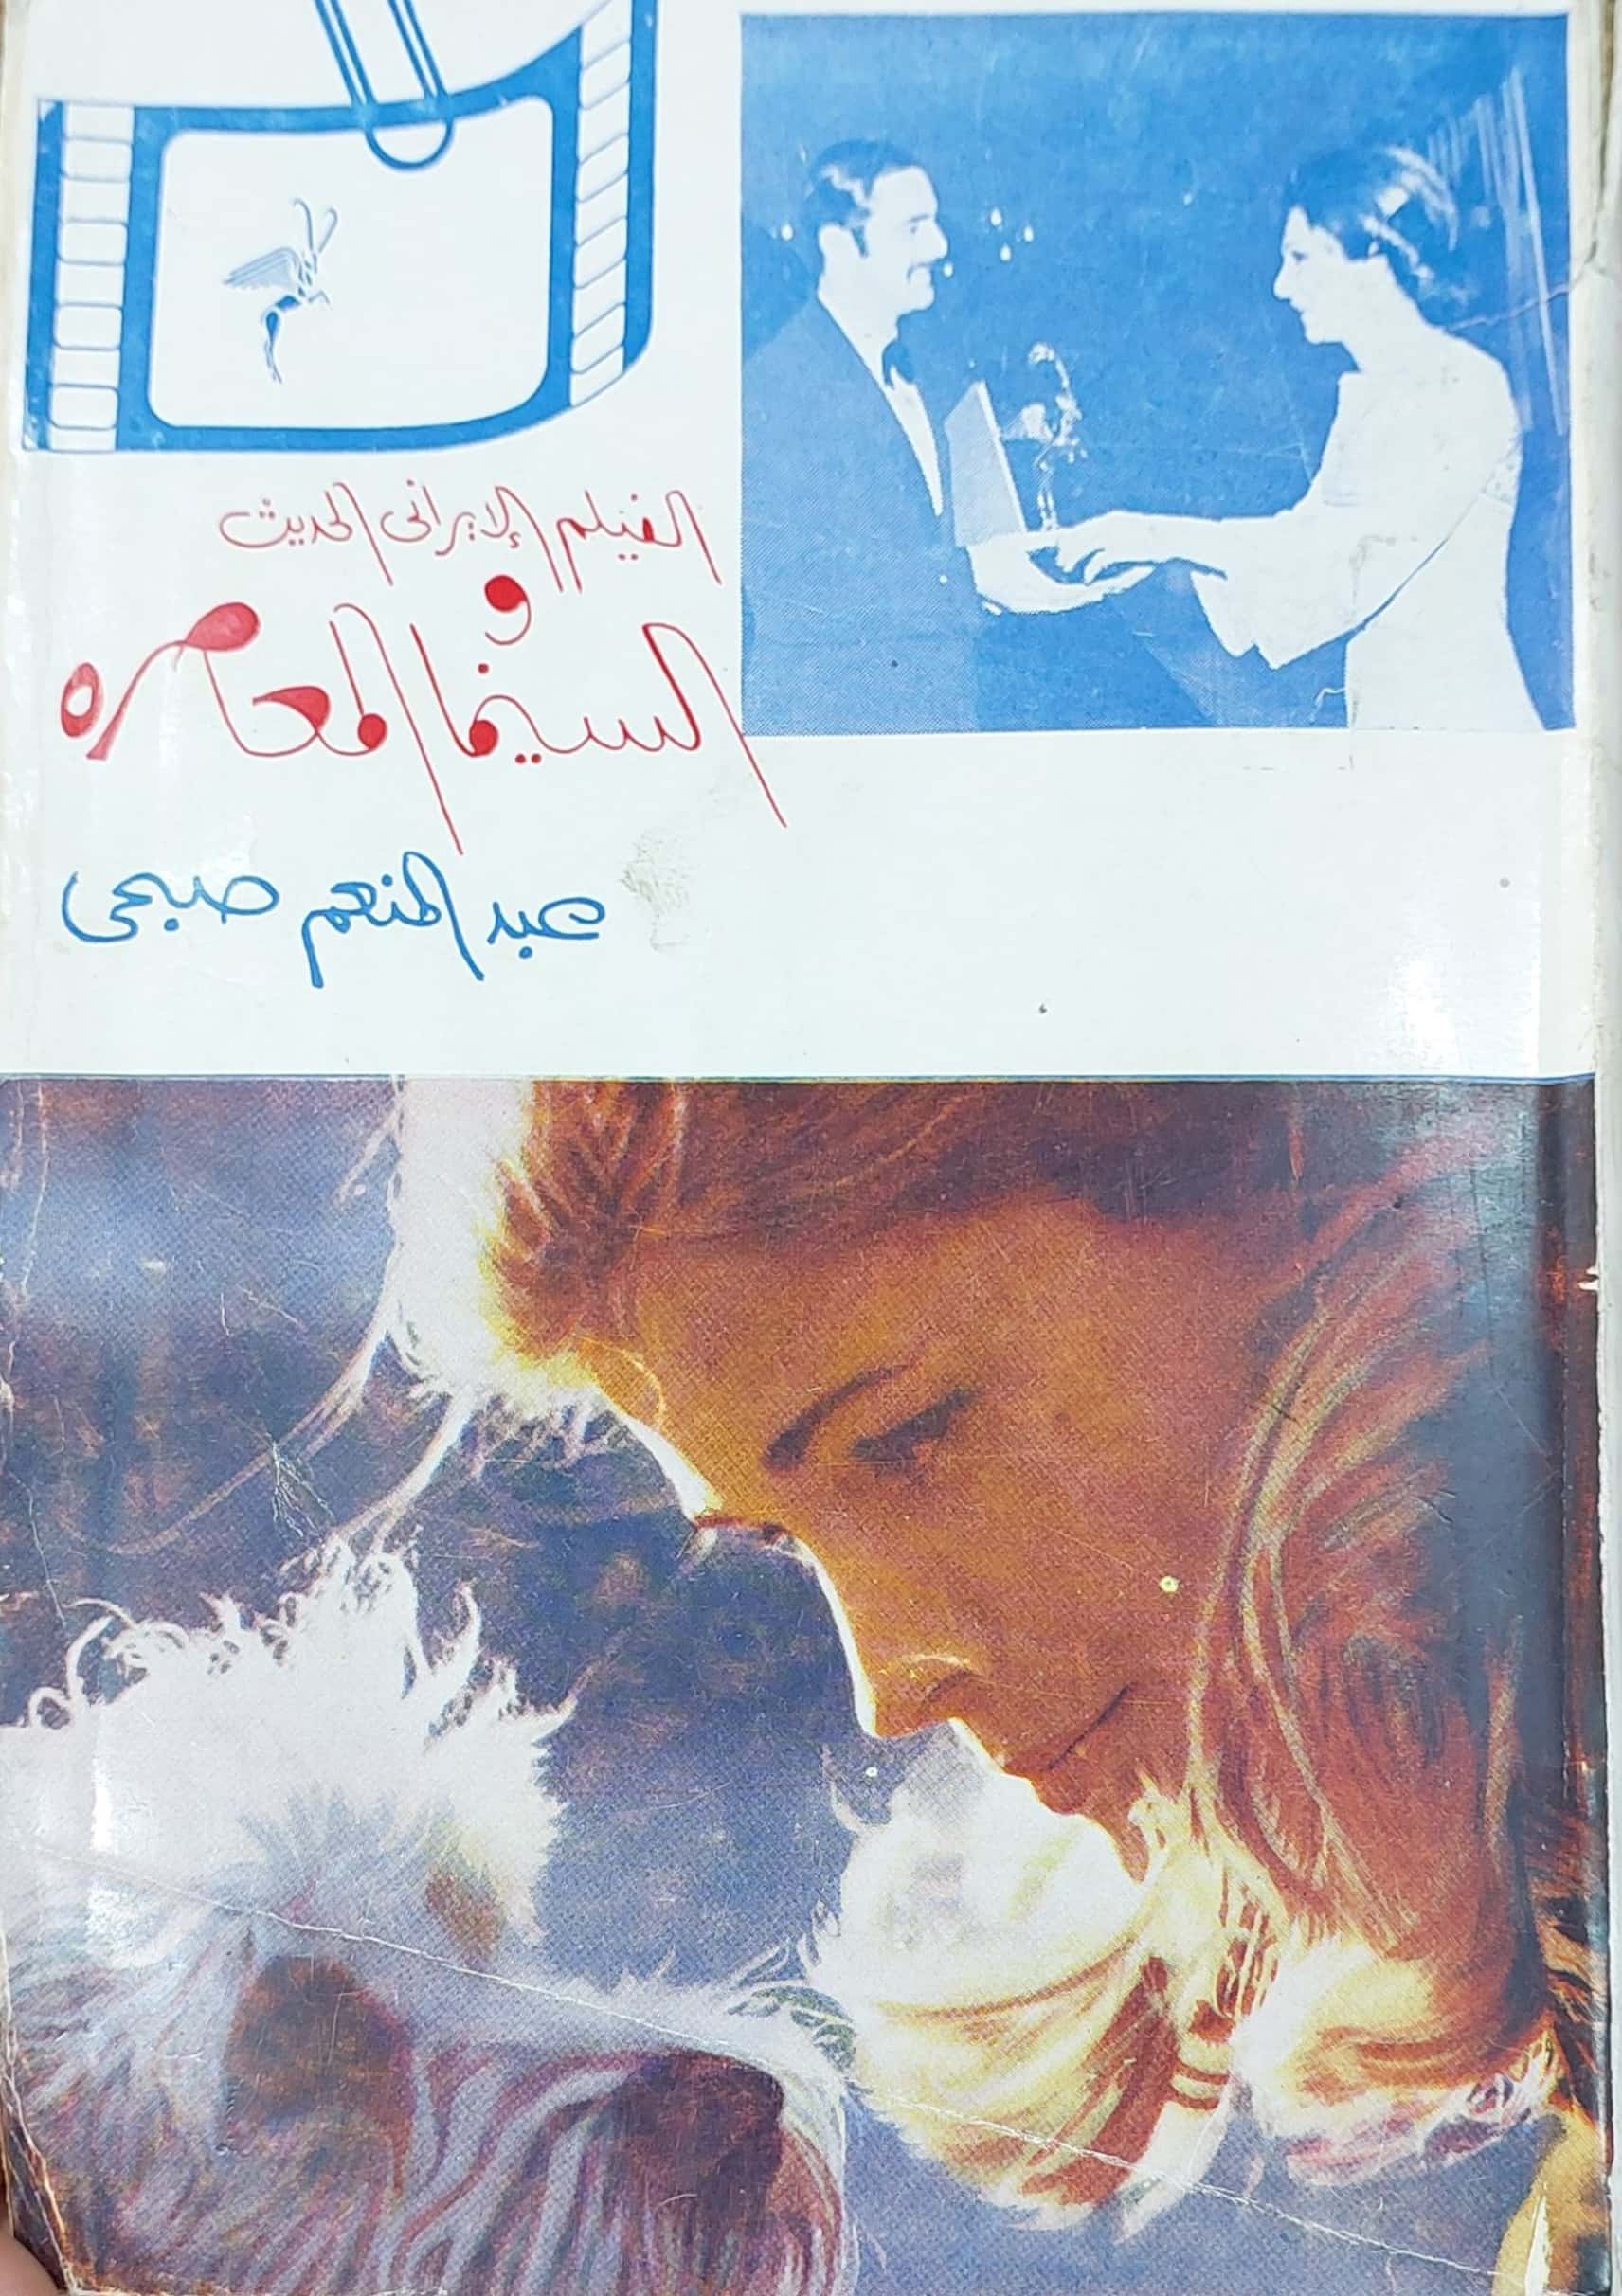 الفيلم الإيرانى الحديث
و
السينما المعاصره
عبد المنعم صبحى